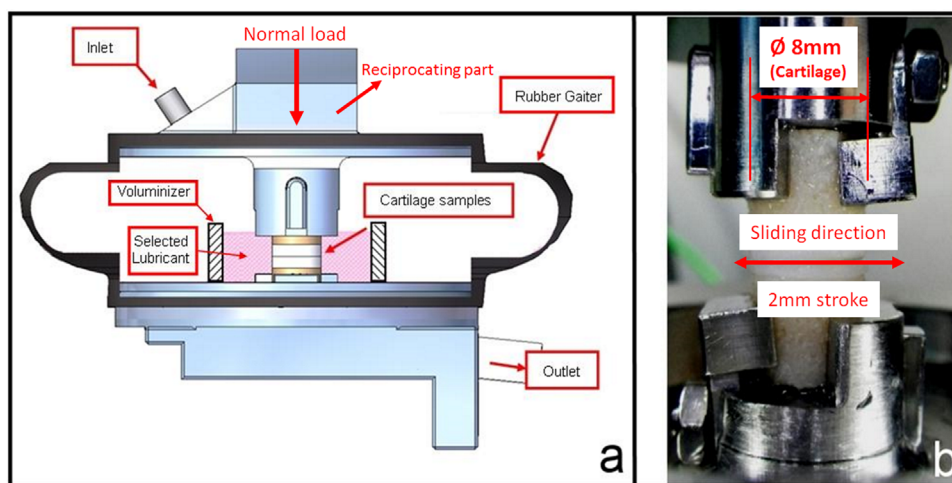 Inlet
Normal load
Reciprocating part
Rubber Gaiter
Voluminizer
Cartilage samples
Selected
Lubricant
Outlet
a
Ø 8mm
(Cartilage)
Sliding direction
2mm stroke
b